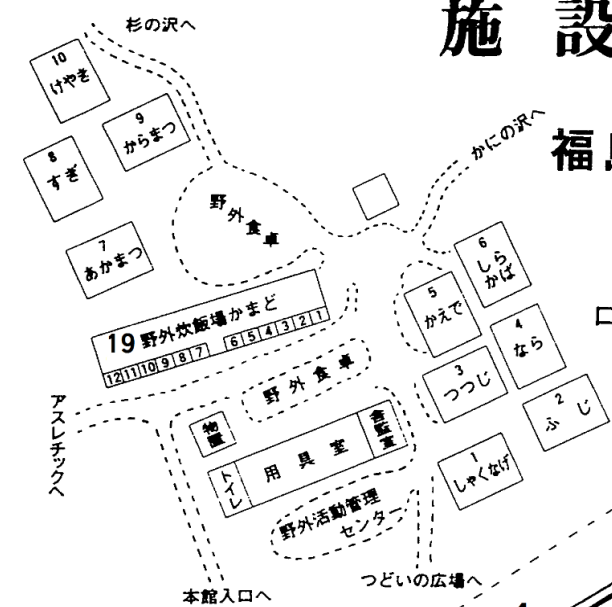 施設
杉の沢へ
10
けやき
9
からまつ
かにの沢へ
福
8
すぎ
野外食卓
7
あかまつ
6
しらかば
5
かえで
19 野外炊飯場かまど
12 11 10 9 8 7 6 5 4 3 2 1
4
なら
3
つつじ
野外食卓
2
ふじ
アスレチックへ
物置
舎監室
用具室
トイレ
1
しゃくなげ
野外活動管理
センター
つどいの広場へ
本館入口へ